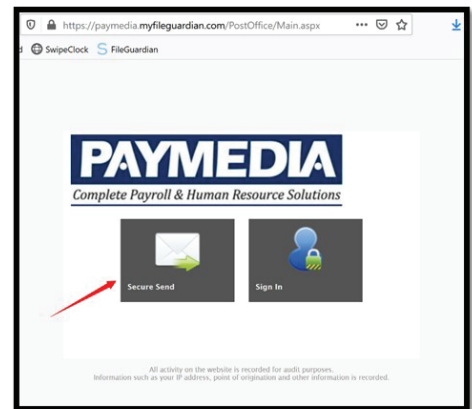 https://paymedia.myfileguardian.com/PostOffice/Main.aspx
SwipeClock FileGuardian
PAYMEDIA
Complete Payroll & Human Resource Solutions
Secure Send Sign In
All activity on the website is recorded for audit purposes.
Information such as your IP address, point of origination and other information is recorded.